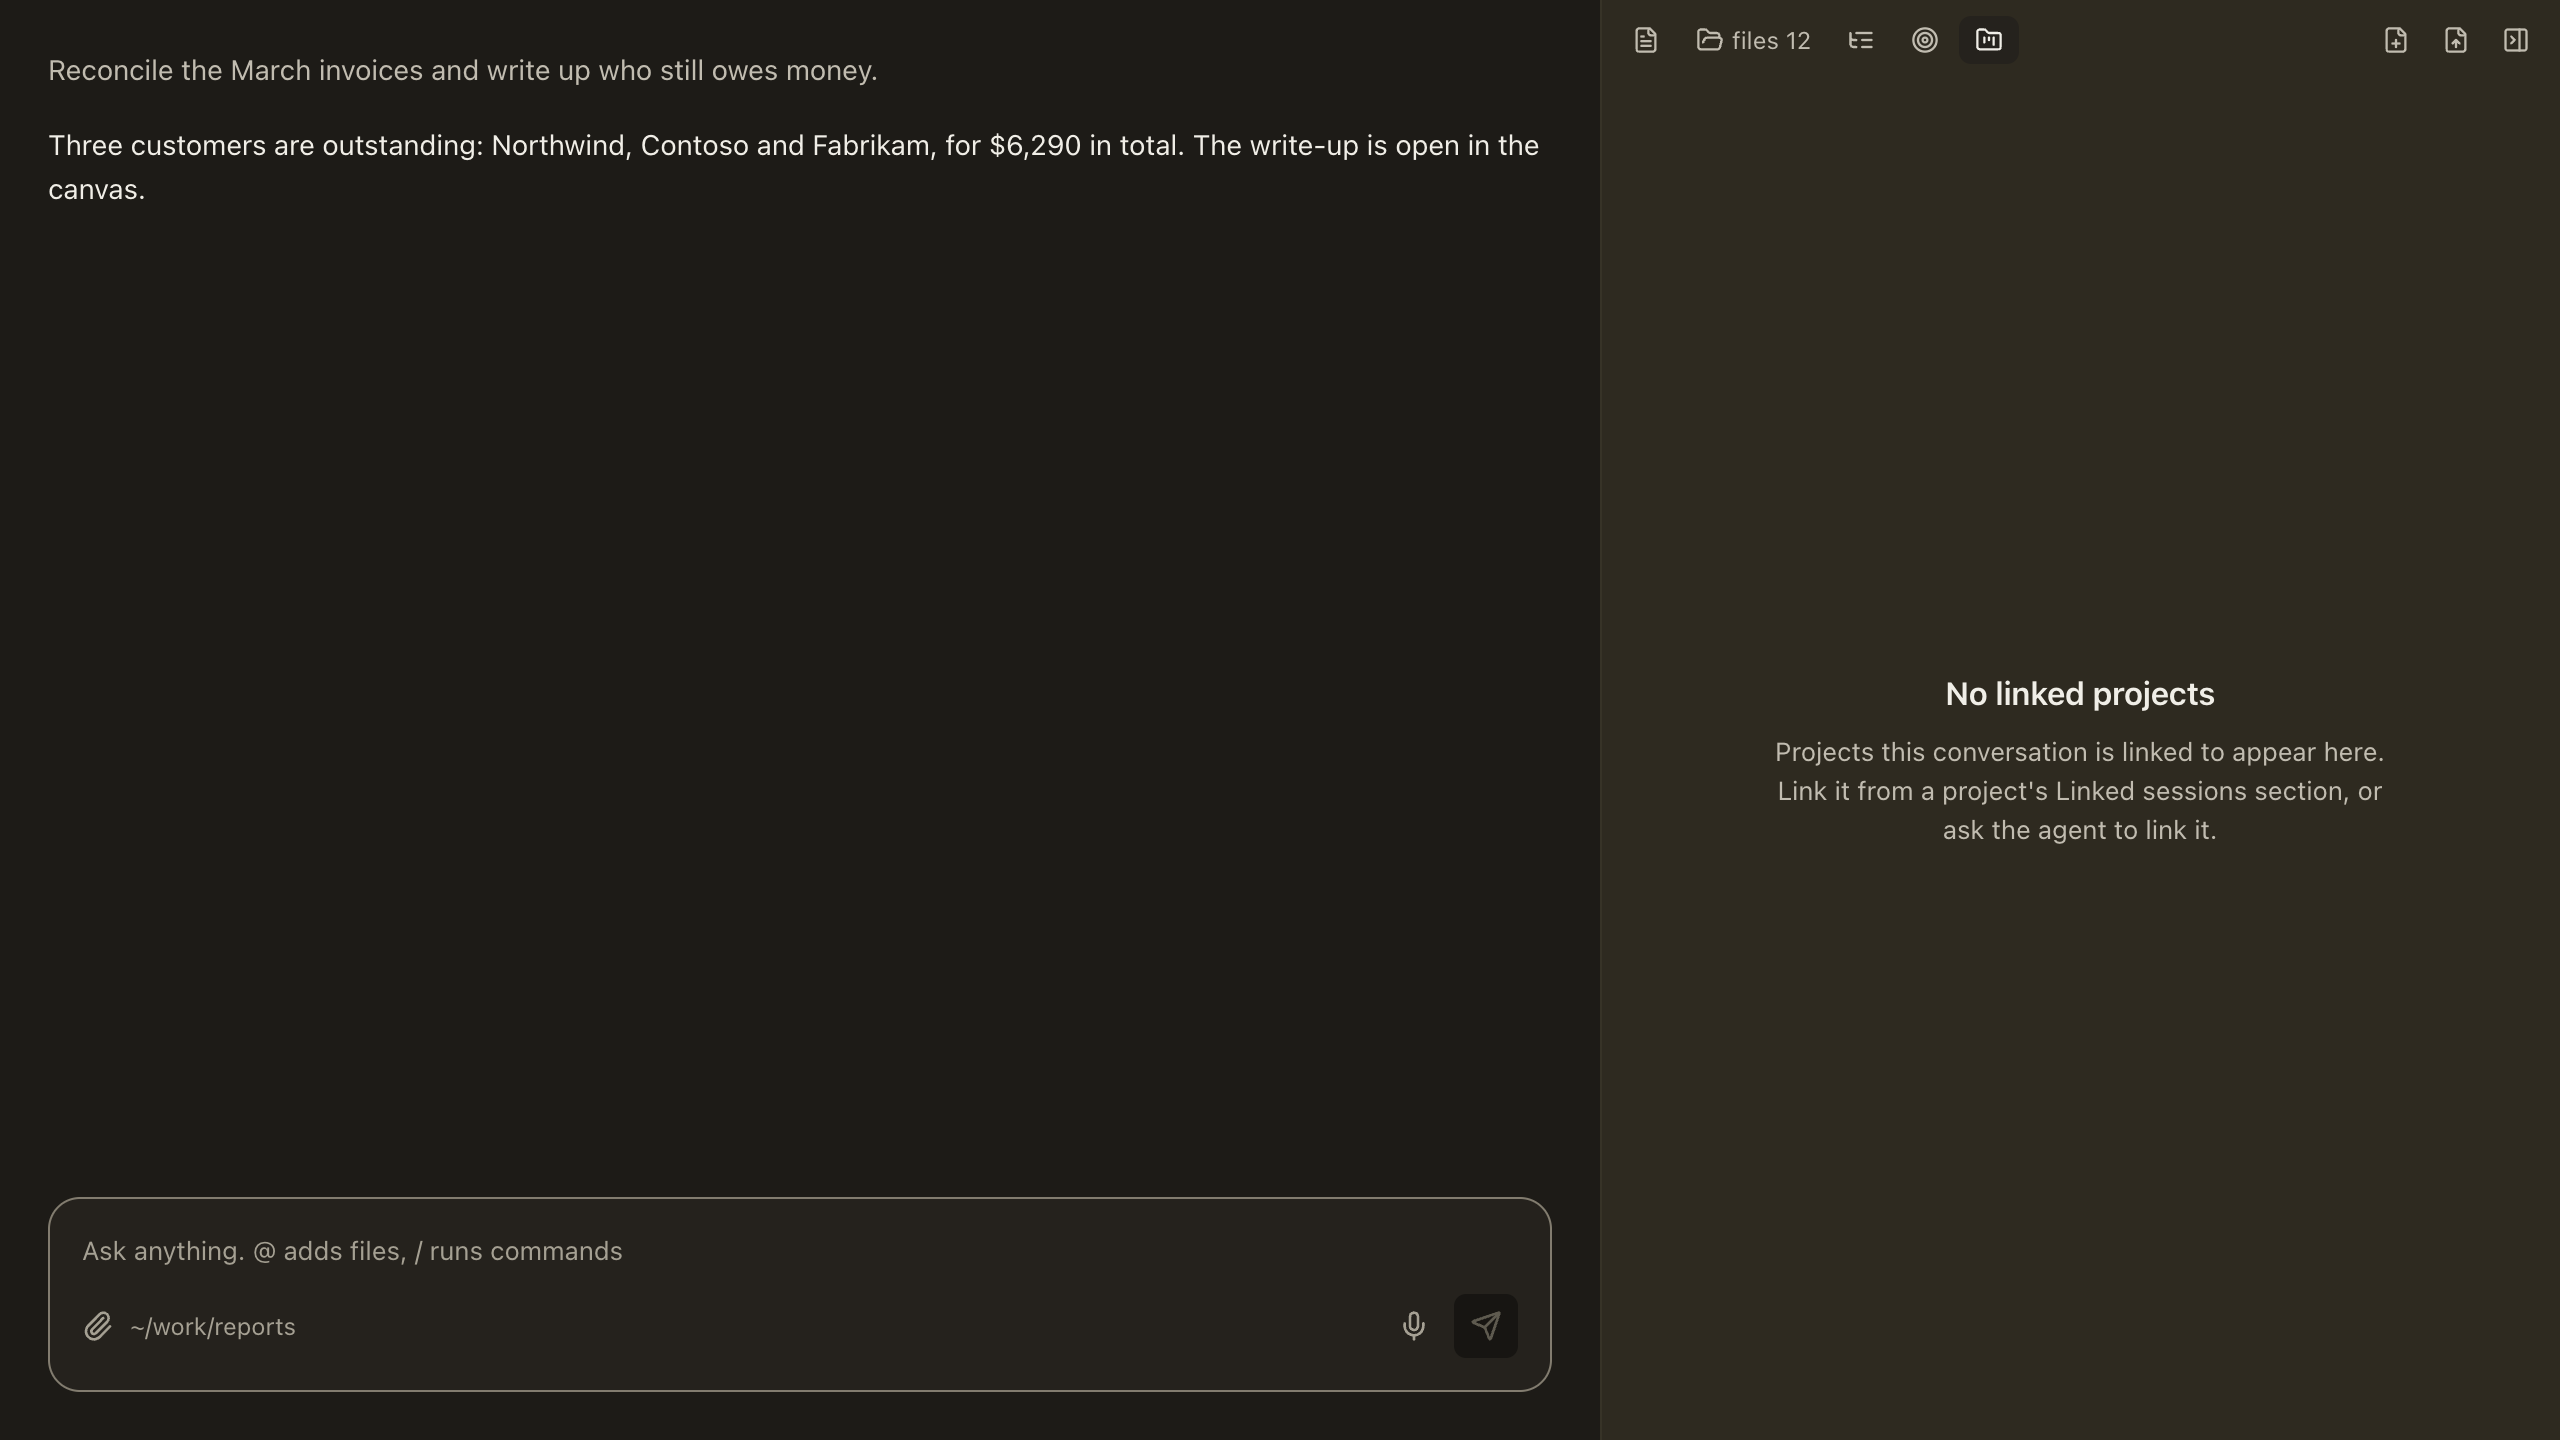 Reconcile the March invoices and write up who still owes money.
Three customers are outstanding: Northwind, Contoso and Fabrikam, for $6,290 in total. The write-up is open in the
canvas.
Ask anything. @ adds files, / runs commands
~/work/reports
files 12
No linked projects
Projects this conversation is linked to appear here.
Link it from a project's Linked sessions section, or
ask the agent to link it.